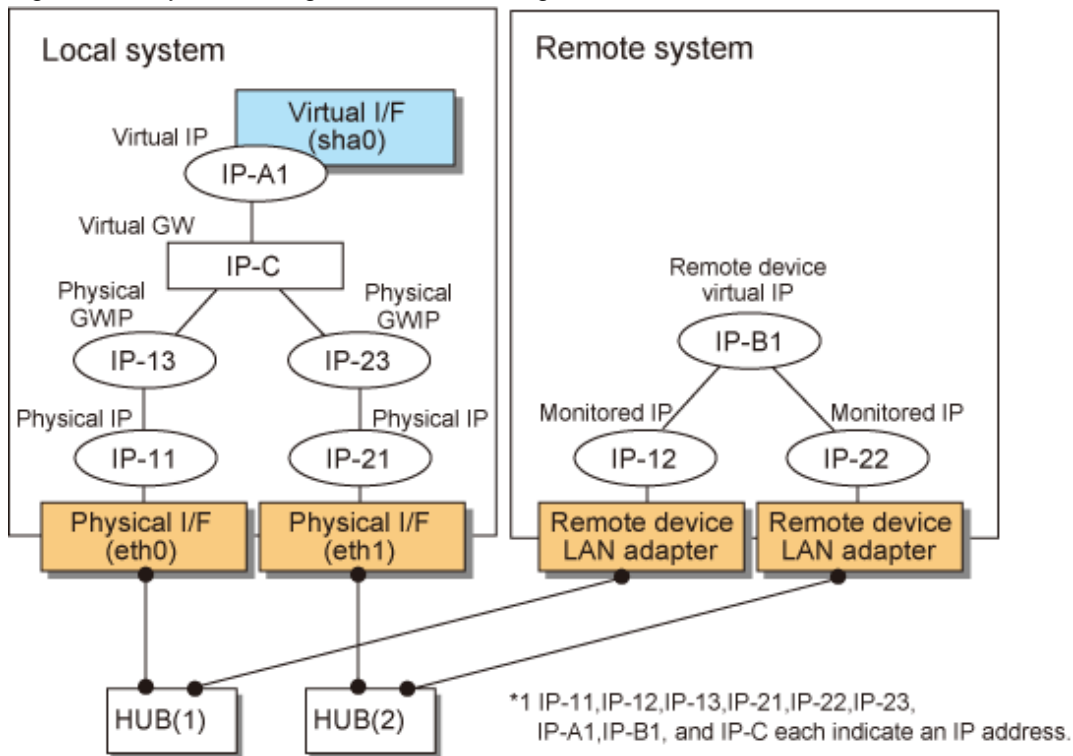 Local system
Virtual I/F
(sha0)
Virtual IP
IP-A1
Virtual GW
IP-C
Physical
GWIP
Physical
GWIP
IP-13
IP-23
Physical IP
Physical IP
IP-11
IP-21
Physical I/F
(eth0)
Physical I/F
(eth1)
Remote system
Remote device
virtual IP
IP-B1
Monitored IP
Monitored IP
IP-12
IP-22
Remote device
LAN adapter
Remote device
LAN adapter
HUB(1)
HUB(2)
*1 IP-11,IP-12,IP-13,IP-21,IP-22,IP-23,
IP-A1,IP-B1, and IP-C each indicate an IP address.